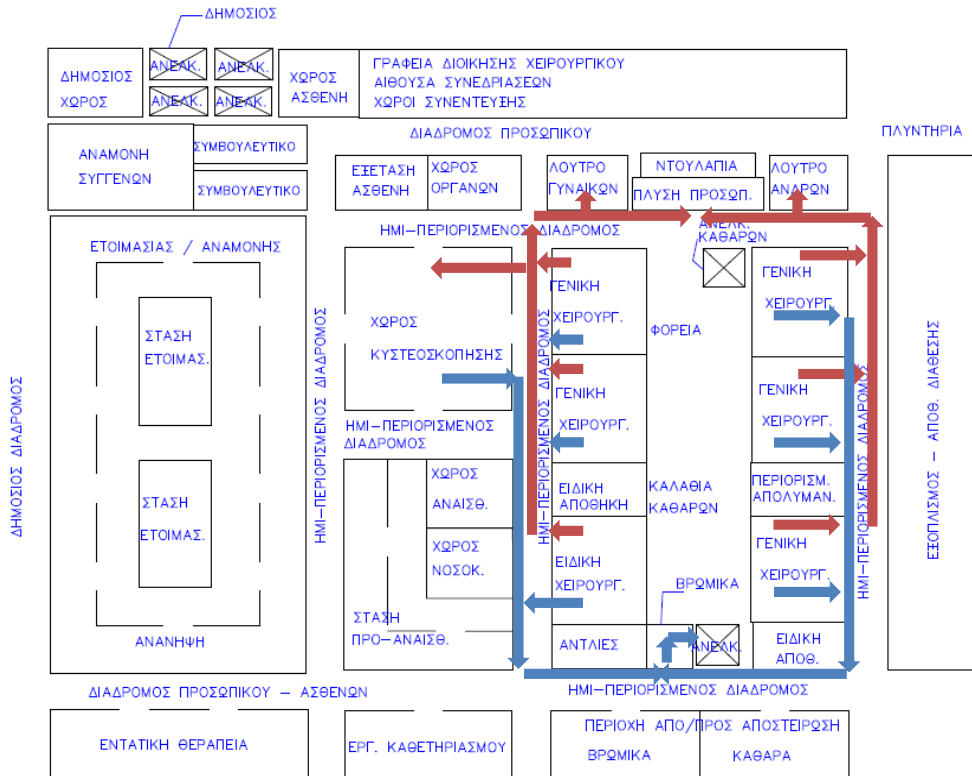 ΔΗΜΟΣΙΟΣ
ΔΗΜΟΣΙΟΣ
ΧΩΡΟΣ
ΑΝΕΛΚ.
ΑΝΕΛΚ.
ΑΝΕΛΚ.
ΑΝΕΛΚ.
ΧΩΡΟΣ
ΑΣΘΕΝΗ
ΓΡΑΦΕΙΑ ΔΙΟΙΚΗΣΗΣ ΧΕΙΡΟΥΡΓΙΚΟΥ
ΑΙΘΟΥΣΑ ΣΥΝΕΔΡΙΑΣΕΩΝ
ΧΩΡΟΙ ΣΥΝΕΝΤΕΥΞΗΣ
ΔΙΑΔΡΟΜΟΣ ΠΡΟΣΩΠΙΚΟΥ
ΠΛΥΝΤΗΡΙΑ
ΑΝΑΜΟΝΗ
ΣΥΓΓΕΝΩΝ
ΣΥΜΒΟΥΛΕΥΤΙΚΟ
ΣΥΜΒΟΥΛΕΥΤΙΚΟ
ΕΞΕΤΑΣΗ
ΑΣΘΕΝΗ
ΧΩΡΟΣ
ΟΡΓΑΝΩΝ
ΛΟΥΤΡΟ
ΓΥΝΑΙΚΩΝ
ΝΤΟΥΛΑΠΙΑ
ΠΛΥΣΗ ΠΡΟΣΩΠ.
ΛΟΥΤΡΟ
ΑΝΔΡΩΝ
ΗΜΙ-ΠΕΡΙΟΡΙΣΜΕΝΟΣ ΔΙΑΔΡΟΜΟΣ
ΑΝΕΛΚ.
ΚΑΘΑΡΩΝ
ΔΗΜΟΣΙΟΣ ΔΙΑΔΡΟΜΟΣ
ΕΤΟΙΜΑΣΙΑΣ / ΑΝΑΜΟΝΗΣ
ΣΤΑΣΗ
ΕΤΟΙΜΑΣ.
ΣΤΑΣΗ
ΕΤΟΙΜΑΣ.
ΑΝΑΝΗΨΗ
ΗΜΙ-ΠΕΡΙΟΡΙΣΜΕΝΟΣ ΔΙΑΔΡΟΜΟΣ
ΧΩΡΟΣ
ΚΥΣΤΕΟΣΚΟΠΗΣΗΣ
ΗΜΙ-ΠΕΡΙΟΡΙΣΜΕΝΟΣ
ΔΙΑΔΡΟΜΟΣ
ΧΩΡΟΣ
ΑΝΑΙΣΘ.
ΧΩΡΟΣ
ΝΟΣΟΚ.
ΣΤΑΣΗ
ΠΡΟ-ΑΝΑΙΣΘ.
ΗΜΙ-ΠΕΡΙΟΡΙΣΜΕΝΟΣ ΔΙΑΔΡΟΜΟΣ
ΓΕΝΙΚΗ
ΧΕΙΡΟΥΡΓ.
ΓΕΝΙΚΗ
ΧΕΙΡΟΥΡΓ.
ΕΙΔΙΚΗ
ΑΠΟΘΗΚΗ
ΕΙΔΙΚΗ
ΧΕΙΡΟΥΡΓ.
ΑΝΤΛΙΕΣ
ΦΟΡΕΙΑ
ΚΑΛΑΘΙΑ
ΚΑΘΑΡΩΝ
ΒΡΩΜΙΚΑ
ΑΝΕΛΚ.
ΓΕΝΙΚΗ
ΧΕΙΡΟΥΡΓ.
ΓΕΝΙΚΗ
ΧΕΙΡΟΥΡΓ.
ΠΕΡΙΟΡΙΣΜ.
ΑΠΟΛΥΜΑΝ.
ΓΕΝΙΚΗ
ΧΕΙΡΟΥΡΓ.
ΕΙΔΙΚΗ
ΑΠΟΘ.
ΗΜΙ-ΠΕΡΙΟΡΙΣΜΕΝΟΣ ΔΙΑΔΡΟΜΟΣ
ΕΞΟΠΛΙΣΜΟΣ – ΑΠΟΘ. ΔΙΑΘΕΣΗΣ
ΔΙΑΔΡΟΜΟΣ ΠΡΟΣΩΠΙΚΟΥ – ΑΣΘΕΝΩΝ
ΗΜΙ-ΠΕΡΙΟΡΙΣΜΕΝΟΣ ΔΙΑΔΡΟΜΟΣ
ΕΝΤΑΤΙΚΗ ΘΕΡΑΠΕΙΑ
ΕΡΓ. ΚΑΘΕΤΗΡΙΑΣΜΟΥ
ΠΕΡΙΟΧΗ ΑΠΟ/ΠΡΟΣ ΑΠΟΣΤΕΙΡΩΣΗ
ΒΡΩΜΙΚΑ
ΚΑΘΑΡΑ